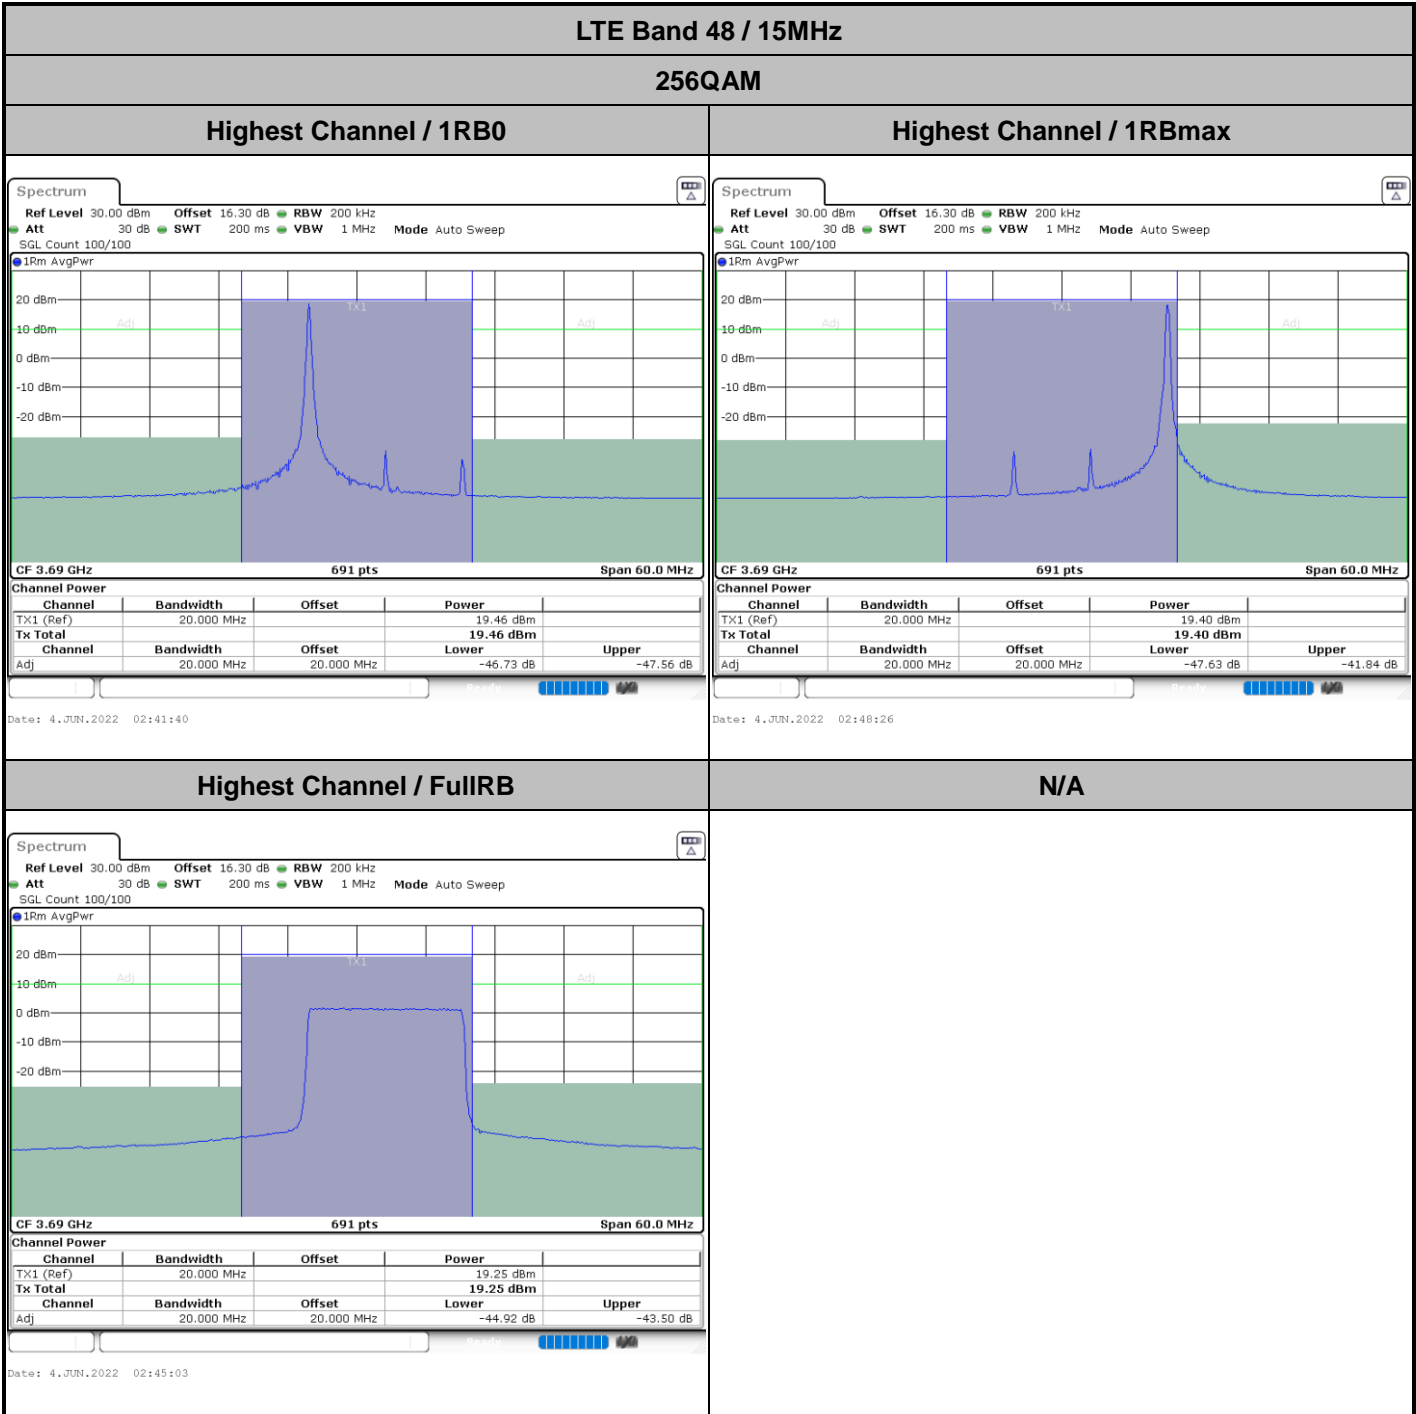 LTE Band 48 / 15MHz
256QAM
Highest Channel / 1RB0
Highest Channel / 1RBmax
Spectrum
Ref Level 30.00 dBm Offset 16.30 dB RBW 200 kHz
Att 30 dB SWT 200 ms VBW 1 MHz Mode Auto Sweep
SGL Count 100/100
1Rm AvgPwr
TX1
20 dBm
Adj
Adj
10 dBm
0 dBm
-10 dBm
-20 dBm
CF 3.69 GHz 691 pts Span 60.0 MHz
Channel Power
Channel Bandwidth Offset Power
TX1 (Ref) 20.000 MHz 19.46 dBm
Tx Total 19.46 dBm
Channel Bandwidth Offset Lower Upper
Adj 20.000 MHz 20.000 MHz -46.73 dB -47.56 dB
Ready
Date: 4.JUN.2022 02:41:40
Spectrum
Ref Level 30.00 dBm Offset 16.30 dB RBW 200 kHz
Att 30 dB SWT 200 ms VBW 1 MHz Mode Auto Sweep
SGL Count 100/100
1Rm AvgPwr
TX1
20 dBm
Adj
Adj
10 dBm
0 dBm
-10 dBm
-20 dBm
CF 3.69 GHz 691 pts Span 60.0 MHz
Channel Power
Channel Bandwidth Offset Power
TX1 (Ref) 20.000 MHz 19.40 dBm
Tx Total 19.40 dBm
Channel Bandwidth Offset Lower Upper
Adj 20.000 MHz 20.000 MHz -47.63 dB -41.84 dB
Ready
Date: 4.JUN.2022 02:48:26
Highest Channel / FullRB
N/A
Spectrum
Ref Level 30.00 dBm Offset 16.30 dB RBW 200 kHz
Att 30 dB SWT 200 ms VBW 1 MHz Mode Auto Sweep
SGL Count 100/100
1Rm AvgPwr
TX1
20 dBm
Adj
Adj
10 dBm
0 dBm
-10 dBm
-20 dBm
CF 3.69 GHz 691 pts Span 60.0 MHz
Channel Power
Channel Bandwidth Offset Power
TX1 (Ref) 20.000 MHz 19.25 dBm
Tx Total 19.25 dBm
Channel Bandwidth Offset Lower Upper
Adj 20.000 MHz 20.000 MHz -44.92 dB -43.50 dB
Ready
Date: 4.JUN.2022 02:45:03